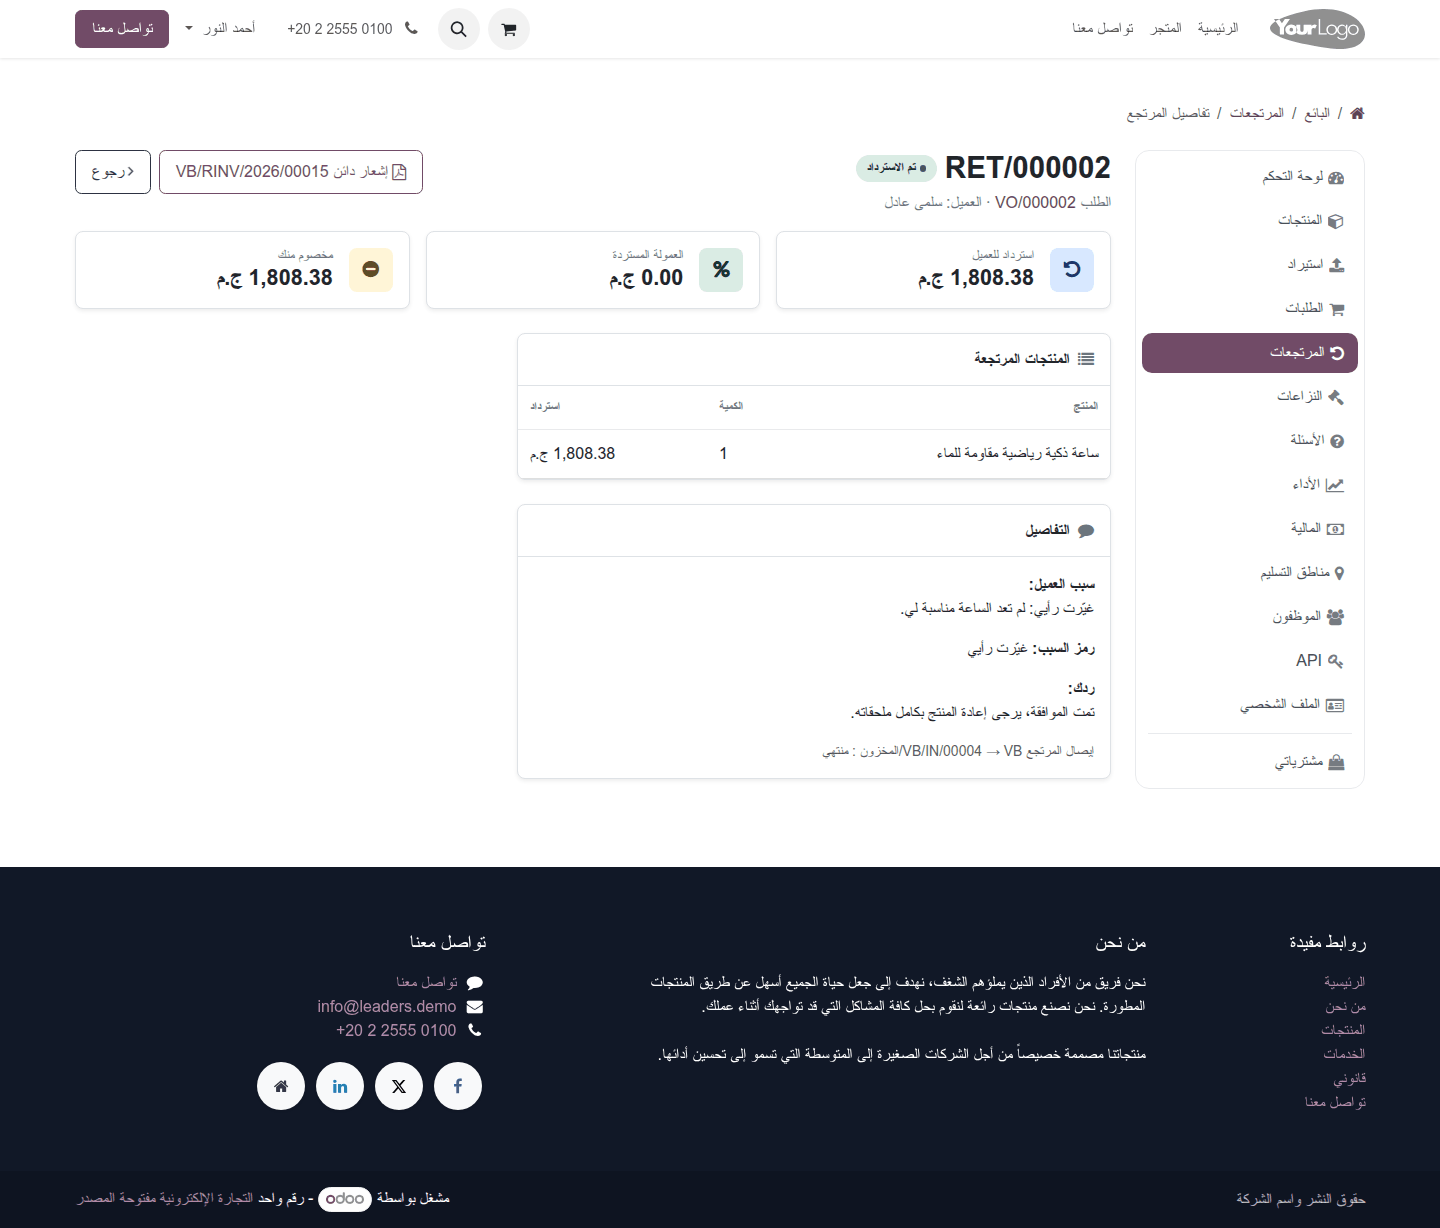 YourLogo
الرئيسية
المتجر
تواصل معنا
+20 2 2555 0100
أحمد النور
تواصل معنا
/ البائع / المرتجعات / تفاصيل المرتجع
لوحة التحكم
المنتجات
استيراد
الطلبات
المرتجعات
النزاعات
الأسئلة
الأداء
المالية
مناطق التسليم
الموظفون
API
الملف الشخصي
مشترياتي
RET/000002
تم الاسترداد
الطلب VO/000002 · العميل: سلمى عادل
إشعار دائن VB/RINV/2026/00015
رجوع
استرداد للعميل
1,808.38 ج.م
العمولة المستردة
0.00 ج.م
مخصوم منك
1,808.38 ج.م
المنتجات المرتجعة
المنتج الكمية استرداد
ساعة ذكية رياضية مقاومة للماء 1 1,808.38 ج.م
التفاصيل
سبب العميل:
غيّرت رأيي: لم تعد الساعة مناسبة لي.
رمز السبب: غيّرت رأيي
ردك:
تمت الموافقة، يرجى إعادة المنتج بكامل ملحقاته.
إيصال المرتجع VB/IN/00004 → VB/المخزون : منتهي
روابط مفيدة
الرئيسية
من نحن
المنتجات
الخدمات
قانوني
تواصل معنا
من نحن
نحن فريق من الأفراد الذين يملؤهم الشغف، نهدف إلى جعل حياة الجميع أسهل عن طريق المنتجات
المطورة. نحن نصنع منتجات رائعة لنقوم بحل كافة المشاكل التي قد تواجهك أثناء عملك.
منتجاتنا مصممة خصيصاً من أجل الشركات الصغيرة إلى المتوسطة التي تسمو إلى تحسين أدائها.
تواصل معنا
تواصل معنا
info@leaders.demo
+20 2 2555 0100
حقوق النشر واسم الشركة
مشغل بواسطة odoo - رقم واحد التجارة الإلكترونية مفتوحة المصدر